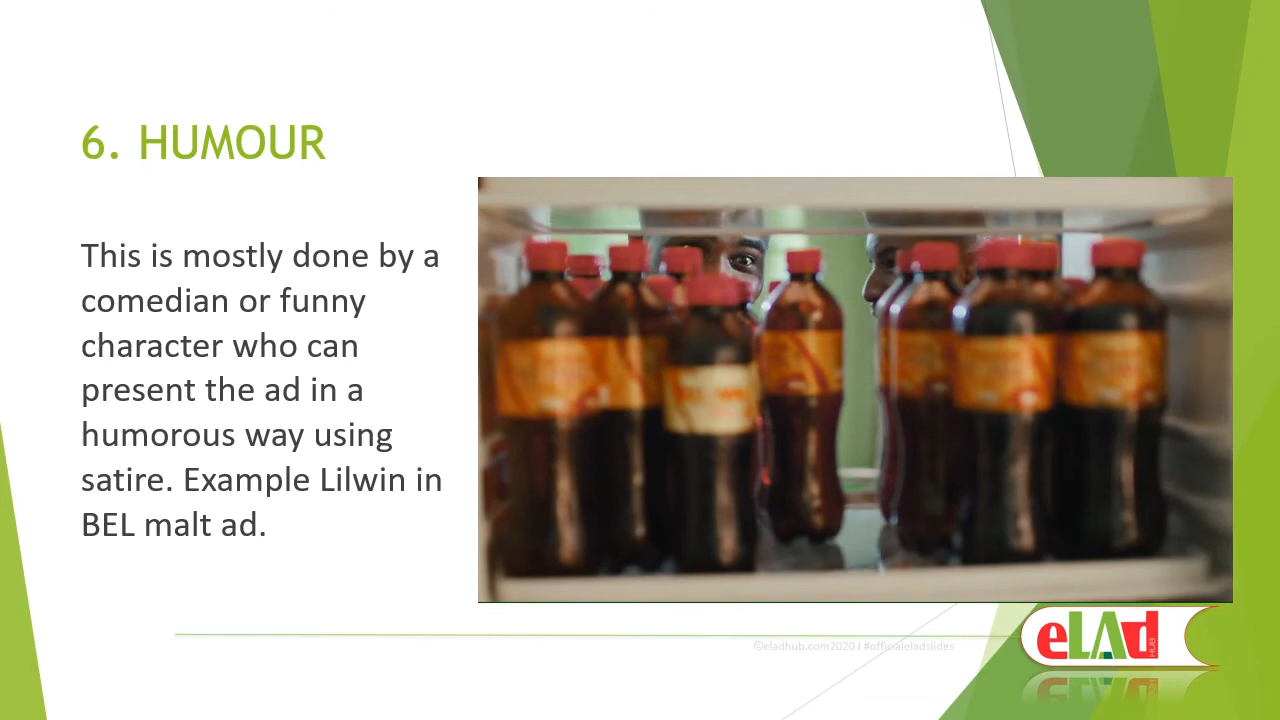 6. HUMOUR
This is mostly done by a
comedian or funny
character who can
present the ad in a
humorous way using
satire. Example Lilwin in
BEL malt ad.
©eladhub.com2020 I #officialeladslides
eLAd
HUB